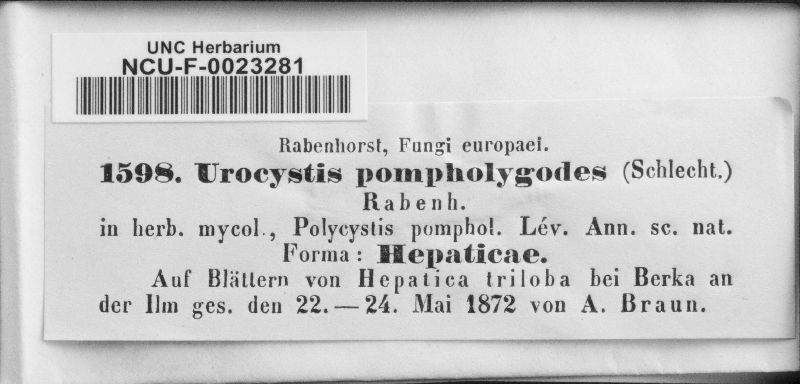 UNC Herbarium
NCU-F-0023281
Rabenhorst, Fungi europaei.
1598. Urocystis pompholygodes (Schlecht.)
Rabenh.
in herb. mycol., Polycystis pomphol. Lév. Ann. sc. nat.
Forma: Hepaticae.
Auf Blättern von Hepatica triloba bei Berka an
der Ilm ges. den 22.—24. Mai 1872 von A. Braun.